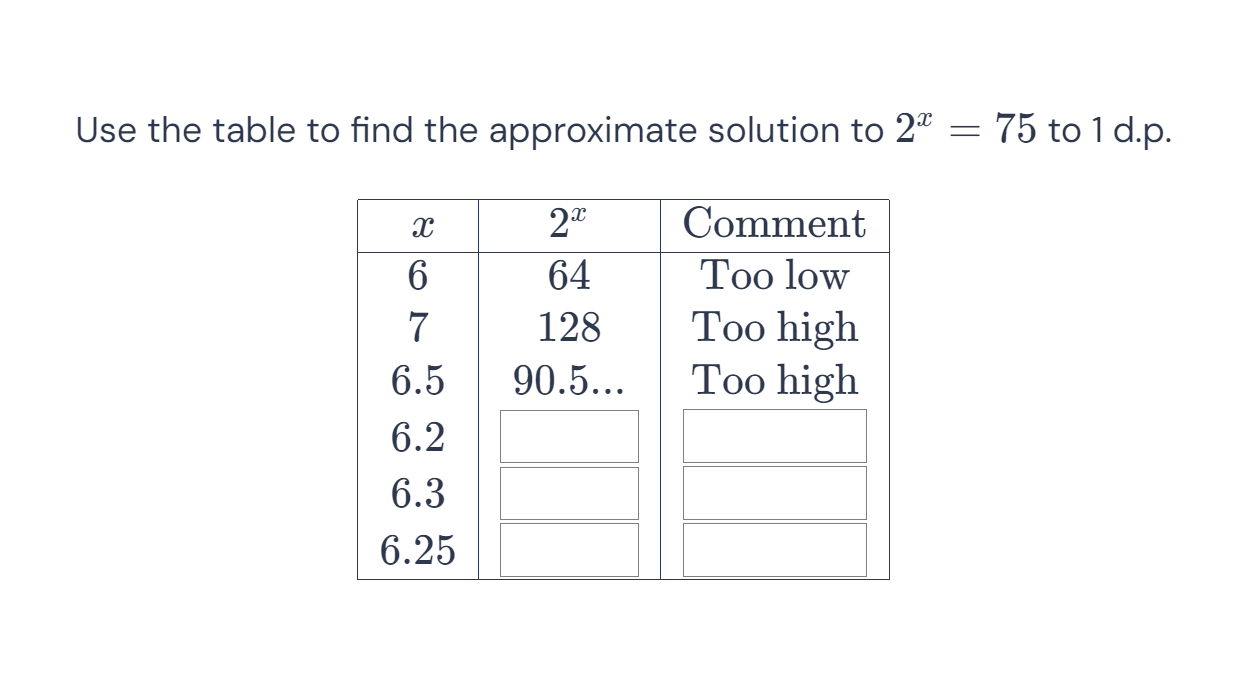 Use the table to find the approximate solution to 2^x = 75 to 1 d.p.
x 2^x Comment
6 64 Too low
7 128 Too high
6.5 90.5... Too high
6.2
6.3
6.25